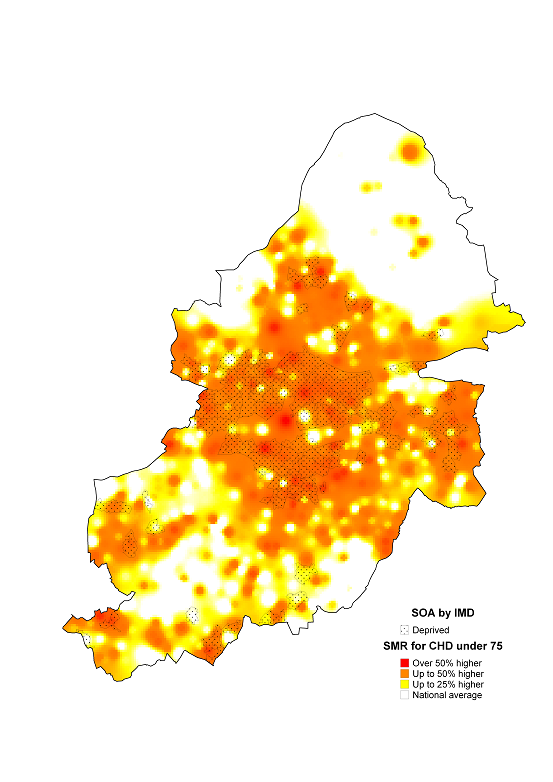 SOA by IMD
Deprived
SMR for CHD under 75
Over 50% higher
Up to 50% higher
Up to 25% higher
National average